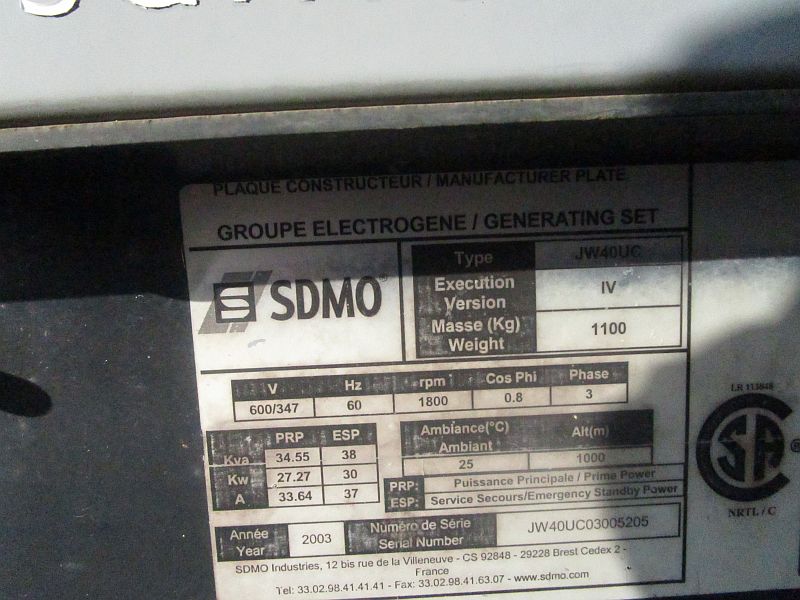 PLAQUE CONSTRUCTEUR / MANUFACTURER PLATE
GROUPE ELECTROGENE / GENERATING SET
SDMO®
Type JW40UC
Execution Version IV
Masse (Kg) Weight 1100
V Hz rpm Cos Phi Phase
600/347 60 1800 0.8 3
PRP ESP
Kva 34.55 38
Kw 27.27 30
A 33.64 37
Ambiance(°C) Ambiant Alt(m)
25 1000
PRP: Puissance Principale / Prime Power
ESP: Service Secours/Emergency Standby Power
Année Year 2003 Numéro de Série Serial Number JW40UC03005205
SDMO Industries, 12 bis rue de la Villeneuve - CS 92848 - 29228 Brest Cedex 2 -
France
Tel: 33.02.98.41.41.41 - Fax: 33.02.98.41.63.07 - www.sdmo.com
LR 113848
SA
NRTL / C